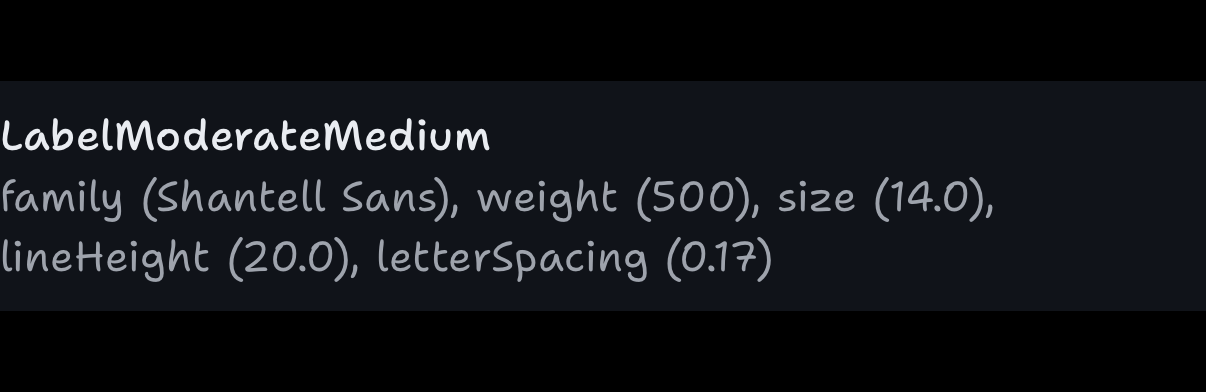 LabelModerateMedium
family (Shantell Sans), weight (500), size (14.0),
lineHeight (20.0), letterSpacing (0.17)